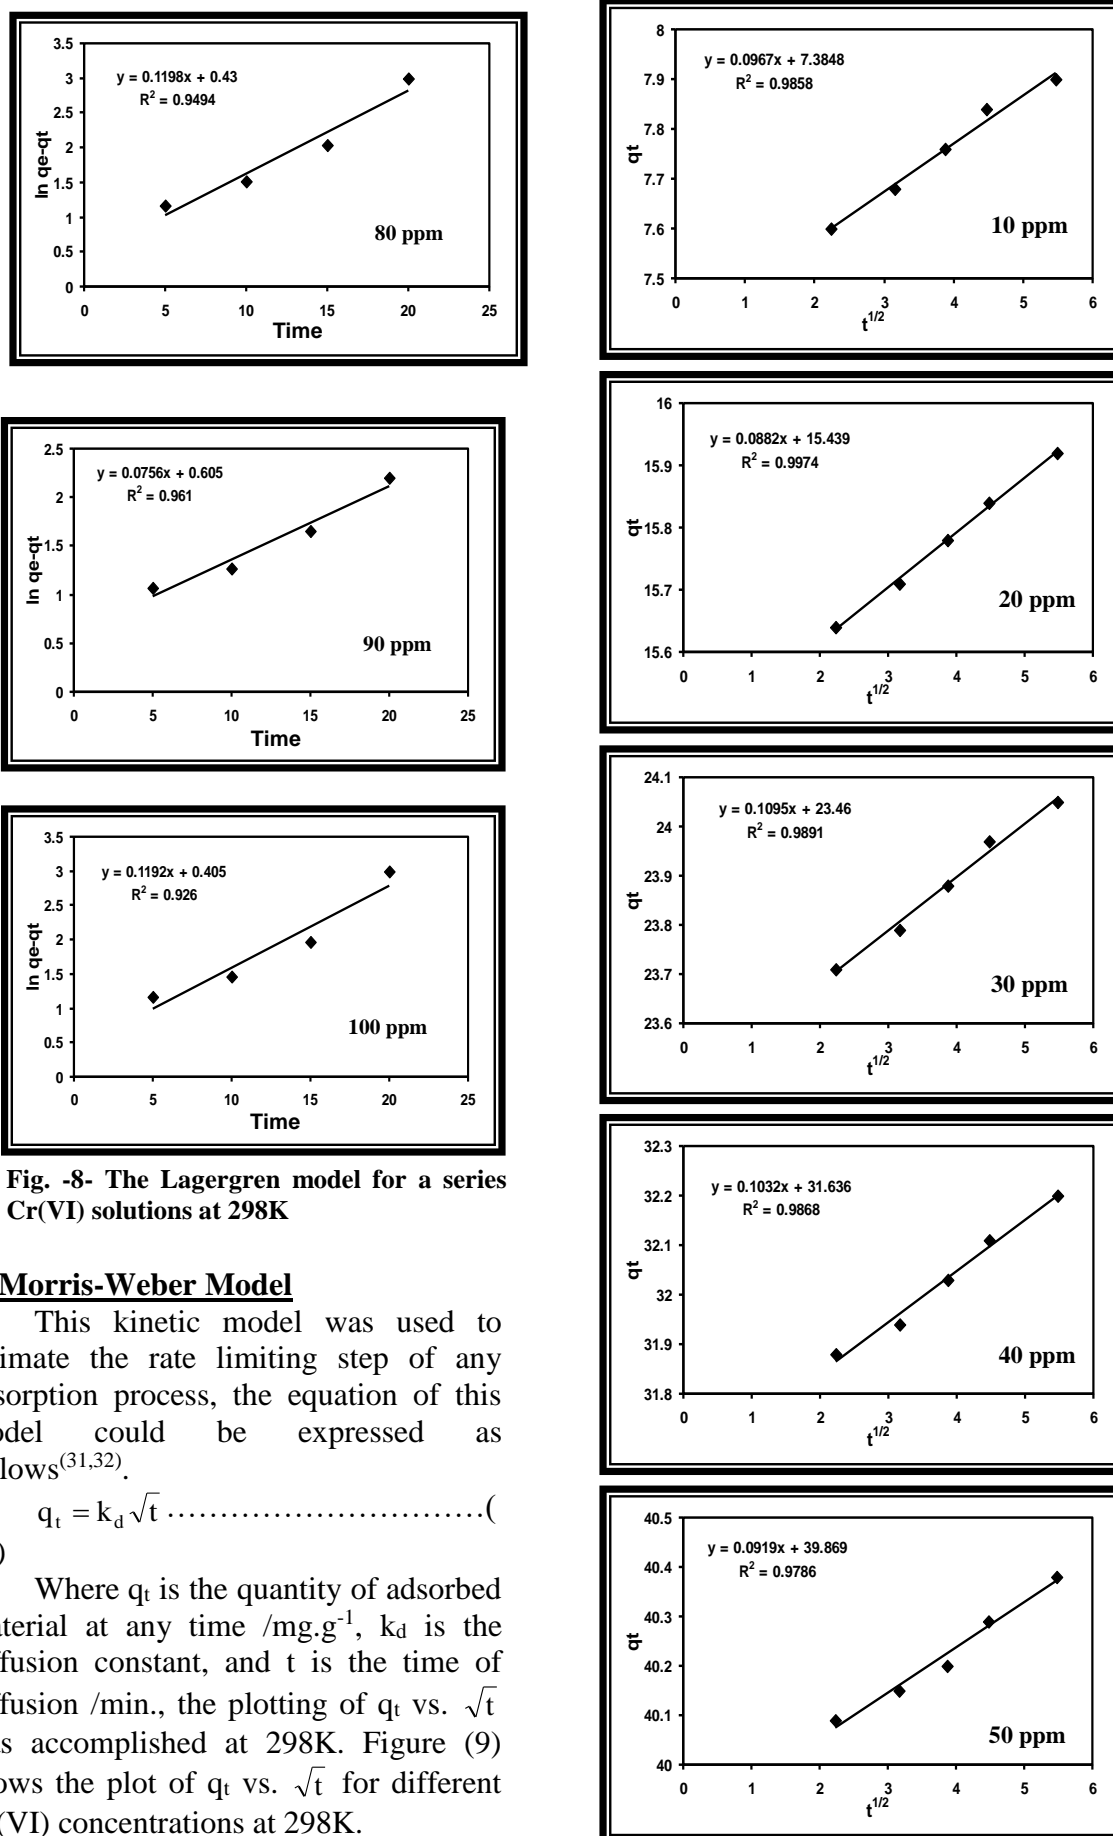 3.5
3
2.5
2
1.5
1
0.5
0
0
5
10
15
20
25
ln qe-qt
Time
y = 0.1198x + 0.43
R² = 0.9494
80 ppm
2.5
2
1.5
1
0.5
0
0
5
10
15
20
25
ln qe-qt
Time
y = 0.0756x + 0.605
R² = 0.961
90 ppm
3.5
3
2.5
2
1.5
1
0.5
0
0
5
10
15
20
25
ln qe-qt
Time
y = 0.1192x + 0.405
R² = 0.926
100 ppm
Fig. -8- The Lagergren model for a series
Cr(VI) solutions at 298K
Morris-Weber Model
This kinetic model was used to
imate the rate limiting step of any
sorption process, the equation of this
odel could be expressed as
lows(31,32).
qt = kd √t ..............................(
)
Where qt is the quantity of adsorbed
aterial at any time /mg.g-1, kd is the
ffusion constant, and t is the time of
ffusion /min., the plotting of qt vs. √t
s accomplished at 298K. Figure (9)
ows the plot of qt vs. √t for different
(VI) concentrations at 298K.
8
7.9
7.8
7.7
7.6
7.5
0
1
2
3
4
5
6
qt
t1/2
y = 0.0967x + 7.3848
R² = 0.9858
10 ppm
16
15.9
15.8
15.7
15.6
0
1
2
3
4
5
6
qt
t1/2
y = 0.0882x + 15.439
R² = 0.9974
20 ppm
24.1
24
23.9
23.8
23.7
23.6
0
1
2
3
4
5
6
qt
t1/2
y = 0.1095x + 23.46
R² = 0.9891
30 ppm
32.3
32.2
32.1
32
31.9
31.8
0
1
2
3
4
5
6
qt
t1/2
y = 0.1032x + 31.636
R² = 0.9868
40 ppm
40.5
40.4
40.3
40.2
40.1
40
0
1
2
3
4
5
6
qt
t1/2
y = 0.0919x + 39.869
R² = 0.9786
50 ppm